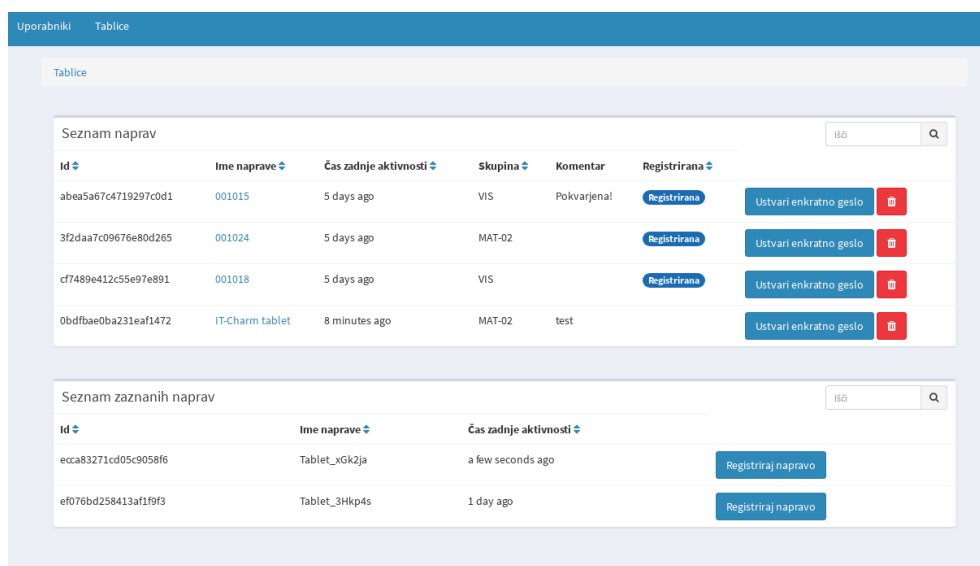 Uporabniki Tablice
Tablice
Seznam naprav Išči
Id Ime naprave Čas zadnje aktivnosti Skupina Komentar Registrirana
abea5a67c4719297c0d1 001015 5 days ago VIS Pokvarjena! Registrirana Ustvari enkratno geslo
3f2daa7c09676e80d265 001024 5 days ago MAT-02 Registrirana Ustvari enkratno geslo
cf7489e412c55e97e891 001018 5 days ago VIS Registrirana Ustvari enkratno geslo
0bdfbae0ba231eaf1472 IT-Charm tablet 8 minutes ago MAT-02 test Ustvari enkratno geslo
Seznam zaznanih naprav Išči
Id Ime naprave Čas zadnje aktivnosti
ecca83271cd05c9058f6 Tablet_xGk2ja a few seconds ago Registriraj napravo
ef076bd258413af1f9f3 Tablet_3Hkp4s 1 day ago Registriraj napravo